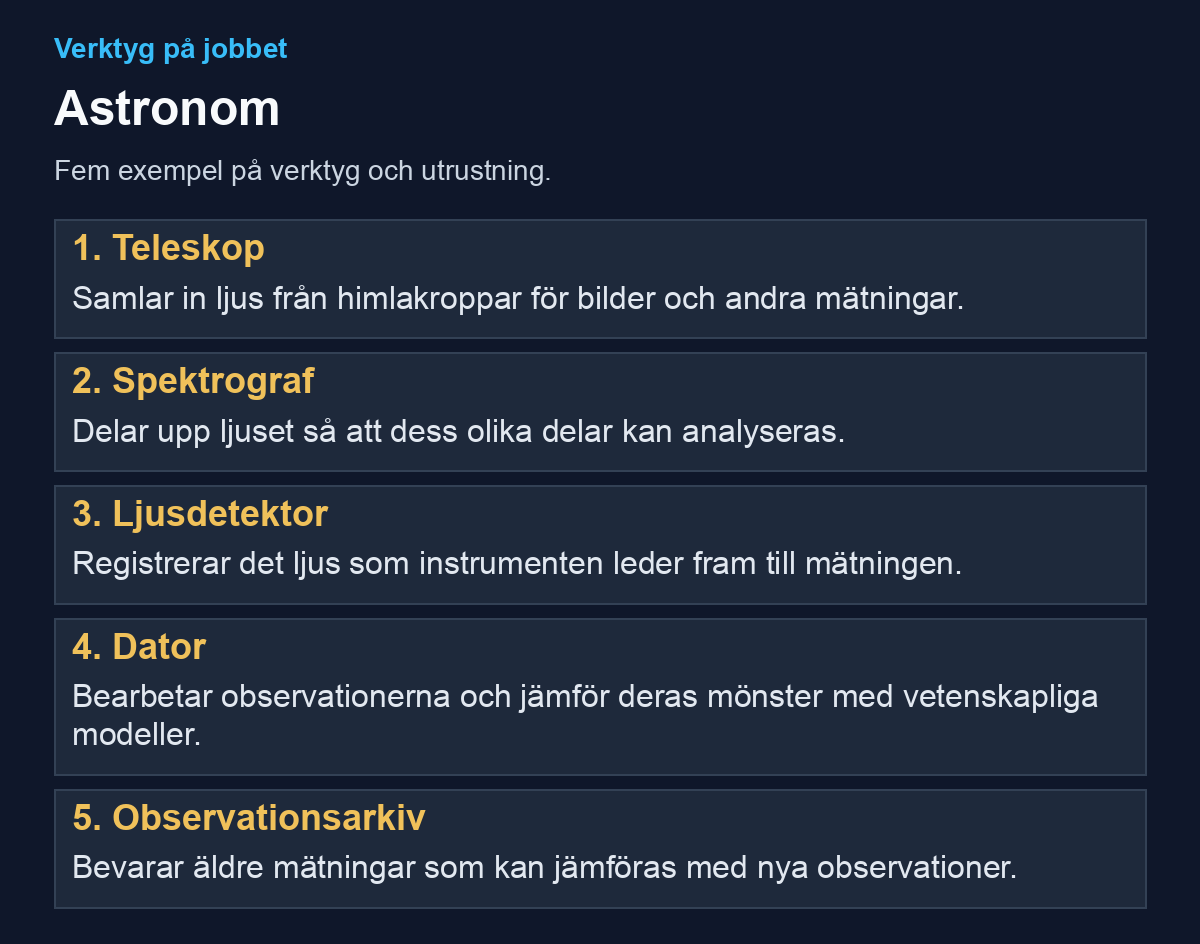 Verktyg på jobbet
Astronom
Fem exempel på verktyg och utrustning.
1. Teleskop
Samlar in ljus från himlakroppar för bilder och andra mätningar.
2. Spektrograf
Delar upp ljuset så att dess olika delar kan analyseras.
3. Ljusdetektor
Registrerar det ljus som instrumenten leder fram till mätningen.
4. Dator
Bearbetar observationerna och jämför deras mönster med vetenskapliga
modeller.
5. Observationsarkiv
Bevarar äldre mätningar som kan jämföras med nya observationer.